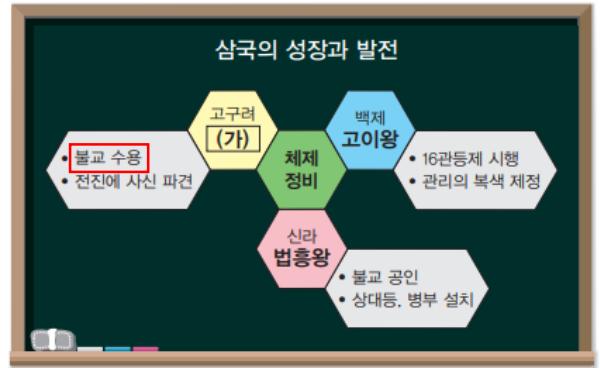 삼국의 성장과 발전
고구려
(가)
• 불교 수용
• 전진에 사신 파견
체제
정비
백제
고이왕
• 16관등제 시행
• 관리의 복색 제정
신라
법흥왕
• 불교 공인
• 상대등, 병부 설치